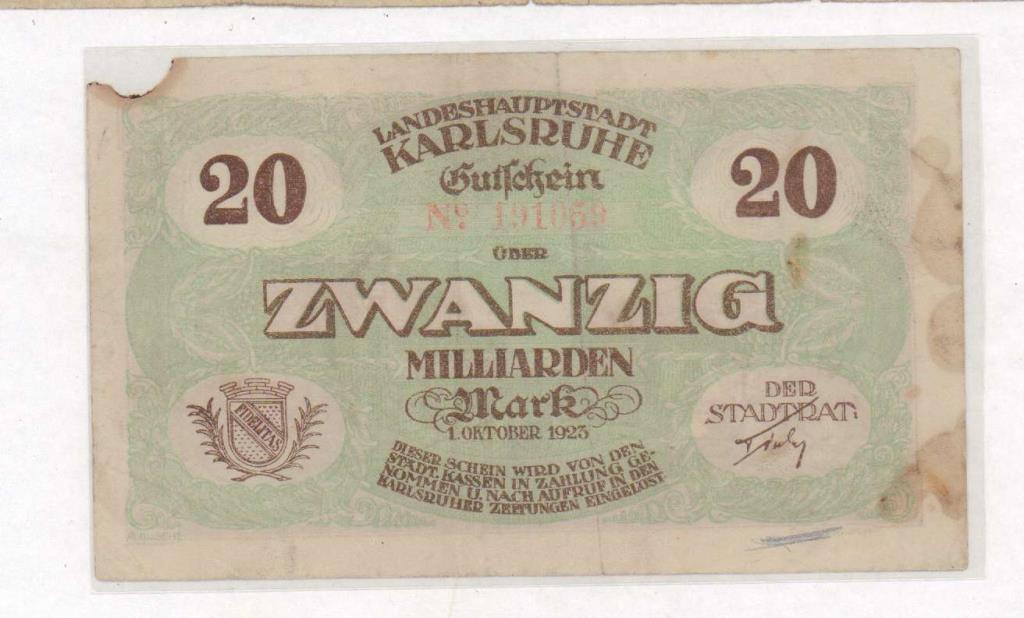 LANDESHAUPTSTADT
KARLSRUHE
Gutschein
20
20
No 191059
ÜBER
ZWANZIG
MILLIARDEN
Mark
1. OKTOBER 1923
FIDELITAS
DER
STADTRAT:
DIESER SCHEIN WIRD VON DEN
STÄDT. KASSEN IN ZAHLUNG GE-
NOMMEN U. NACH AUFRUF IN DEN
KARLSRUHER ZEITUNGEN EINGELÖST